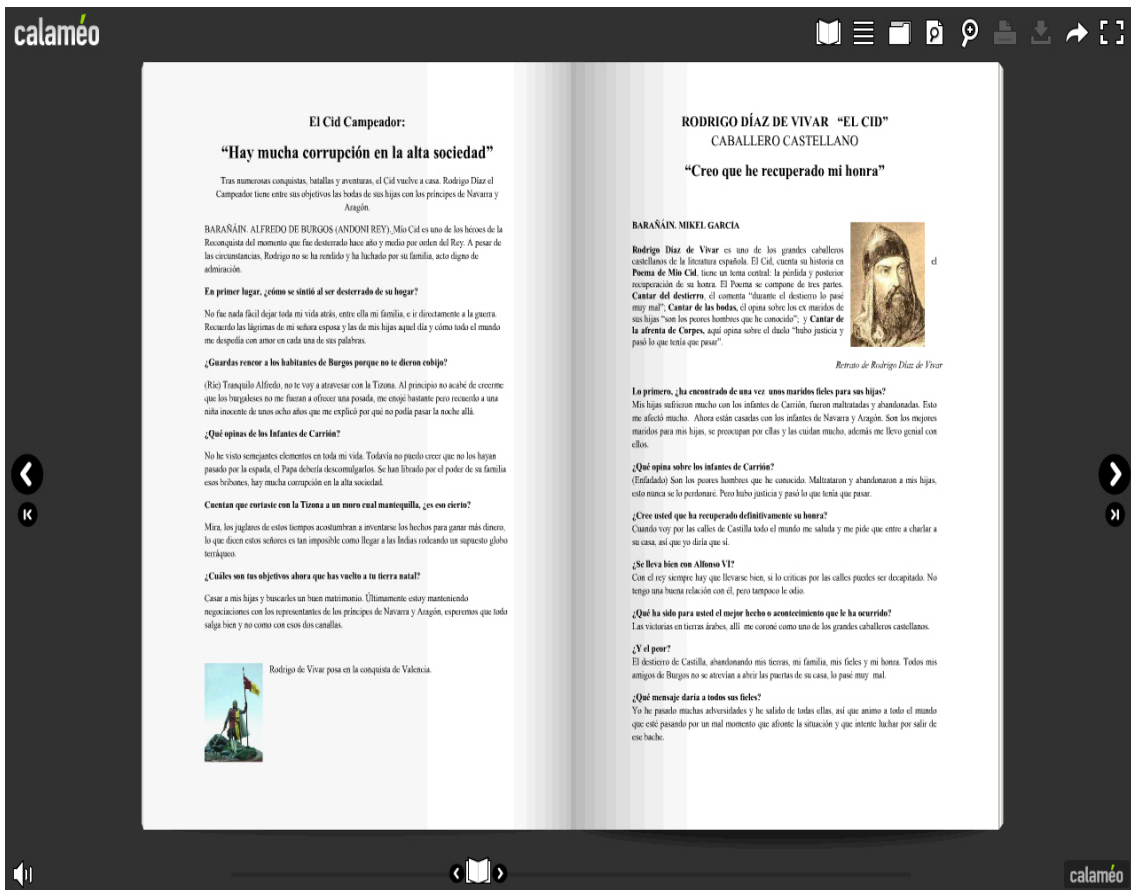 calaméo
El Cid Campeador:
“Hay mucha corrupción en la alta sociedad”
Tras numerosas conquistas, batallas y aventuras, el Cid vuelve a casa. Rodrigo Díaz el
Campeador tiene entre sus objetivos las bodas de sus hijas con los príncipes de Navarra y
Aragón.
BARAÑÁIN. ALFREDO DE BURGOS (ANDONI REY). Mio Cid es uno de los héroes de la
Reconquista del momento que fue desterrado hace año y medio por orden del Rey. A pesar de
las circunstancias, Rodrigo no se ha rendido y ha luchado por su familia, acto digno de
admiración.
En primer lugar, ¿cómo se sintió al ser desterrado de su hogar?
No fue nada fácil dejar toda mi vida atrás, entre ella mi familia, e ir directamente a la guerra.
Recuerdo las lágrimas de mi señora esposa y las de mis hijas aquel día y cómo todo el mundo
me despedía con amor en cada una de sus palabras.
¿Guardas rencor a los habitantes de Burgos porque no te dieron cobijo?
(Ríe) Tranquilo Alfredo, no te voy a atravesar con la Tizona. Al principio no acabé de creerme
que los burgaleses no me fueran a ofrecer una posada, me enojé bastante pero recuerdo a una
niña inocente de unos ocho años que me explicó por qué no podía pasar la noche allá.
¿Qué opinas de los Infantes de Carrión?
No he visto semejantes elementos en toda mi vida. Todavía no puedo creer que no los hayan
pasado por la espada, el Papa debería descomulgarlos. Se han librado por el poder de su familia
esos bribones, hay mucha corrupción en la alta sociedad.
Cuentan que cortaste con la Tizona a un moro cual mantequilla, ¿es eso cierto?
Mira, los juglares de estos tiempos acostumbran a inventarse los hechos para ganar más dinero,
lo que dicen estos señores es tan imposible como llegar a las Indias rodeando un supuesto globo
terráqueo.
¿Cuáles son tus objetivos ahora que has vuelto a tu tierra natal?
Casar a mis hijas y buscarles un buen matrimonio. Últimamente estoy manteniendo
negociaciones con los representantes de los príncipes de Navarra y Aragón, esperemos que todo
salga bien y no como con esos dos canallas.
Rodrigo de Vivar posa en la conquista de Valencia.
RODRIGO DÍAZ DE VIVAR “EL CID”
CABALLERO CASTELLANO
“Creo que he recuperado mi honra”
BARAÑÁIN. MIKEL GARCIA
Rodrigo Díaz de Vivar es uno de los grandes caballeros
castellanos de la literatura española. El Cid, cuenta su historia en el
Poema de Mio Cid, tiene un tema central: la pérdida y posterior
recuperación de su honra. El Poema se compone de tres partes.
Cantar del destierro, él comenta “durante el destierro lo pasé
muy mal”; Cantar de las bodas, él opina sobre los ex maridos de
sus hijas “son los peores hombres que he conocido”; y Cantar de
la afrenta de Corpes, aquí opina sobre el duelo “hubo justicia y
pasó lo que tenía que pasar”.
Retrato de Rodrigo Díaz de Vivar
Lo primero, ¿ha encontrado de una vez unos maridos fieles para sus hijas?
Mis hijas sufrieron mucho con los infantes de Carrión, fueron maltratadas y abandonadas. Esto
me afectó mucho. Ahora están casadas con los infantes de Navarra y Aragón. Son los mejores
maridos para mis hijas, se preocupan por ellas y las cuidan mucho, además me llevo genial con
ellos.
¿Qué opina sobre los infantes de Carrión?
(Enfadado) Son los peores hombres que he conocido. Maltrataron y abandonaron a mis hijas,
esto nunca se lo perdonaré. Pero hubo justicia y pasó lo que tenía que pasar.
¿Cree usted que ha recuperado definitivamente su honra?
Cuando voy por las calles de Castilla todo el mundo me saluda y me pide que entre a charlar a
su casa, así que yo diría que sí.
¿Se lleva bien con Alfonso VI?
Con el rey siempre hay que llevarse bien, si lo criticas por las calles puedes ser decapitado. No
tengo una buena relación con él, pero tampoco le odio.
¿Qué ha sido para usted el mejor hecho o acontecimiento que le ha ocurrido?
Las victorias en tierras árabes, allí me coroné como uno de los grandes caballeros castellanos.
¿Y el peor?
El destierro de Castilla, abandonando mis tierras, mi familia, mis fieles y mi honra. Todos mis
amigos de Burgos no se atrevían a abrir las puertas de su casa, lo pasé muy mal.
¿Qué mensaje daría a todos sus fieles?
Yo he pasado muchas adversidades y he salido de todas ellas, así que animo a todo el mundo
que esté pasando por un mal momento que afronte la situación y que intente luchar por salir de
ese bache.
calaméo